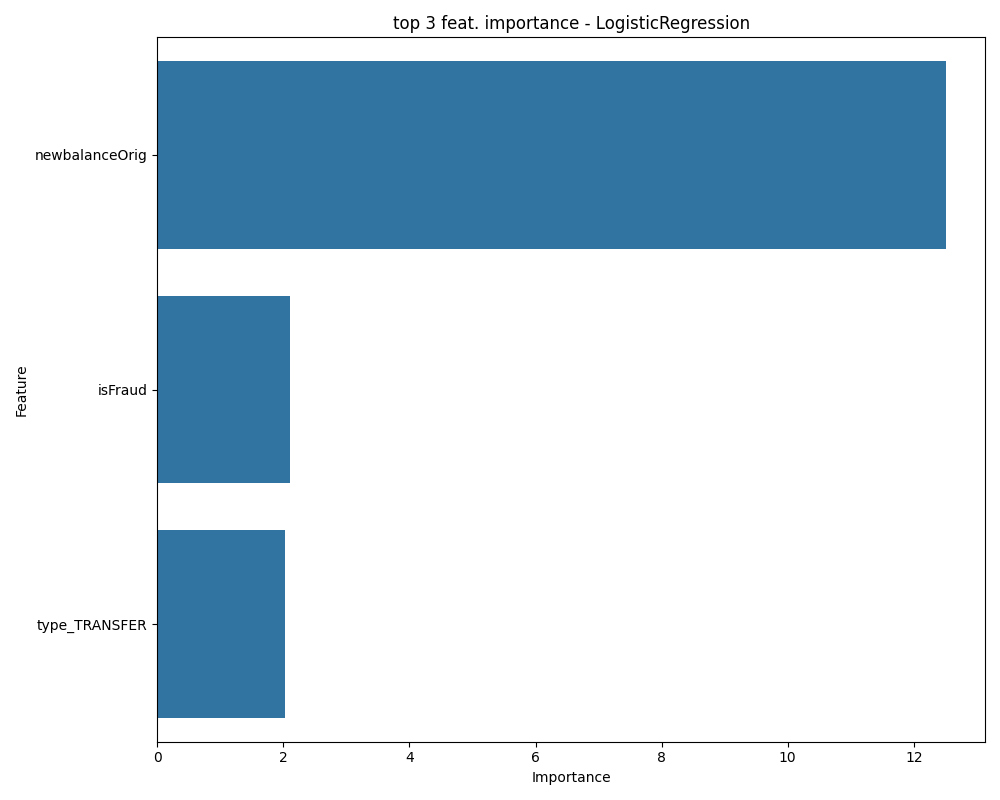 top 3 feat. importance - LogisticRegression
newbalanceOrig
isFraud
type_TRANSFER
Feature
0 2 4 6 8 10 12
Importance